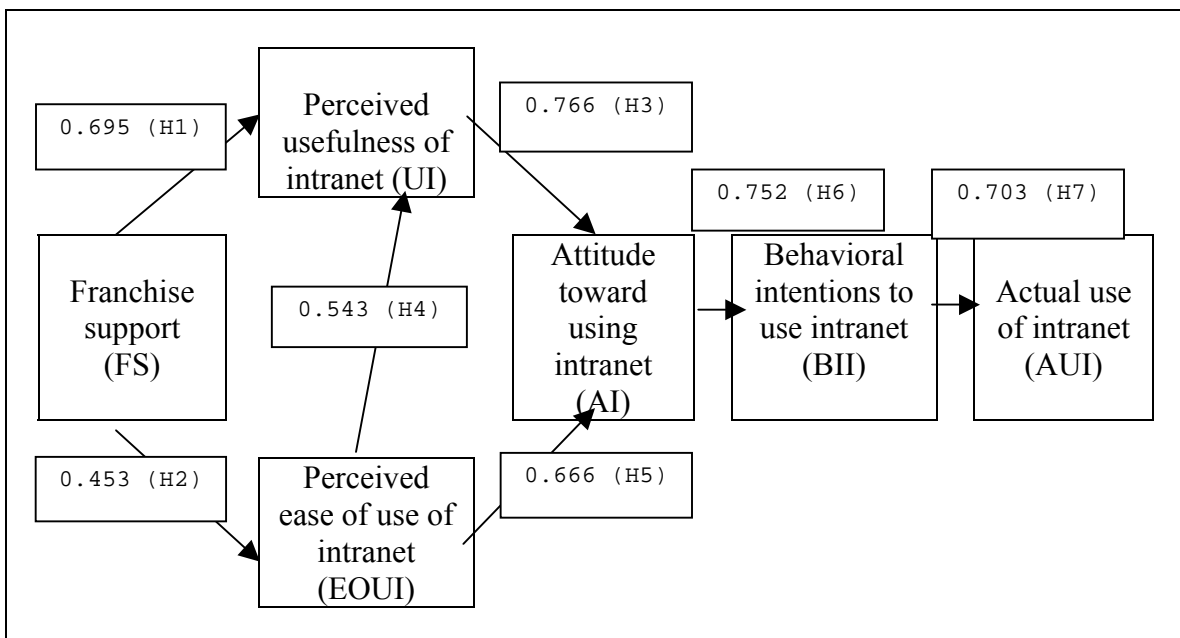 0.695 (H1)
Perceived
usefulness of
intranet (UI)
0.766 (H3)
0.752 (H6)
0.703 (H7)
Franchise
support
(FS)
0.543 (H4)
Attitude
toward
using
intranet
(AI)
Behavioral
intentions to
use intranet
(BII)
Actual use
of intranet
(AUI)
0.453 (H2)
Perceived
ease of use of
intranet
(EOUI)
0.666 (H5)